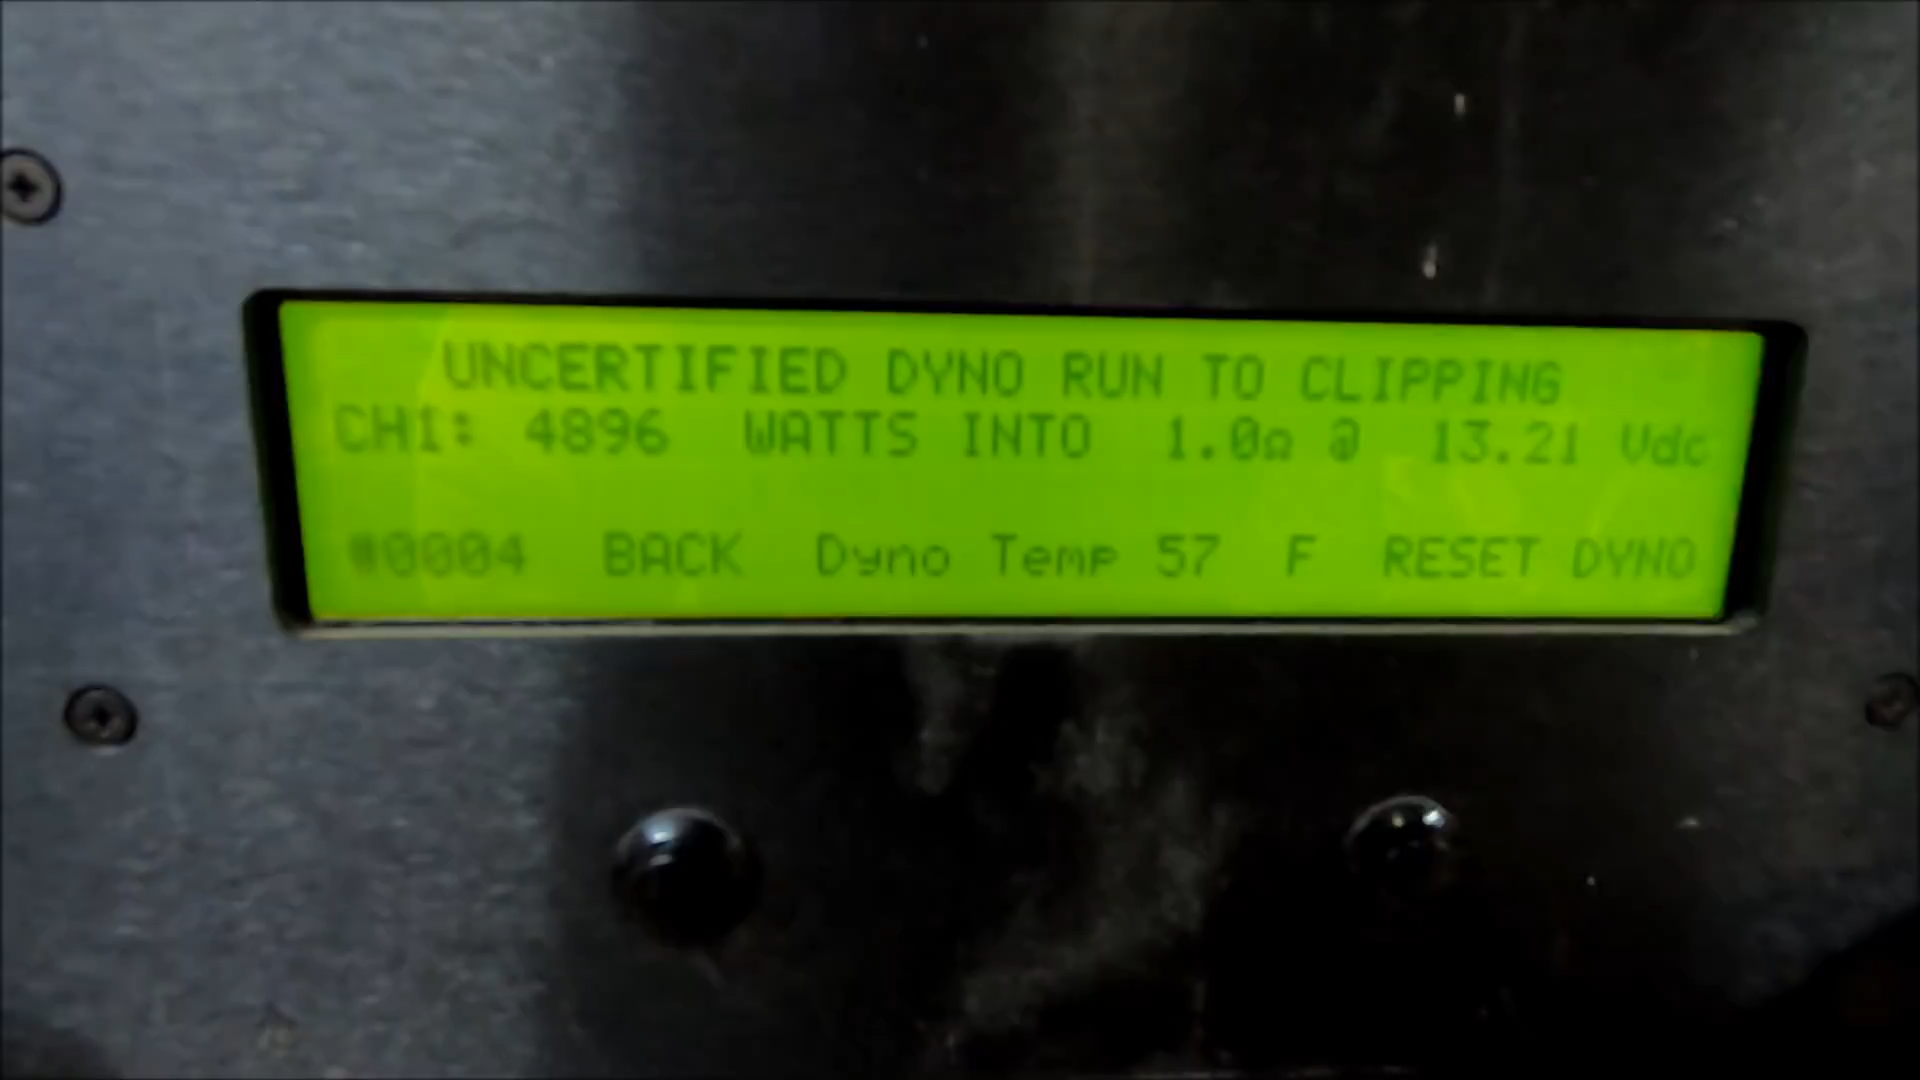 UNCERTIFIED DYNO RUN TO CLIPPING
CH1: 4896 WATTS INTO 1.0Ω @ 13.21 Vdc
#0004 BACK Dyno Temp 57 F RESET DYNO